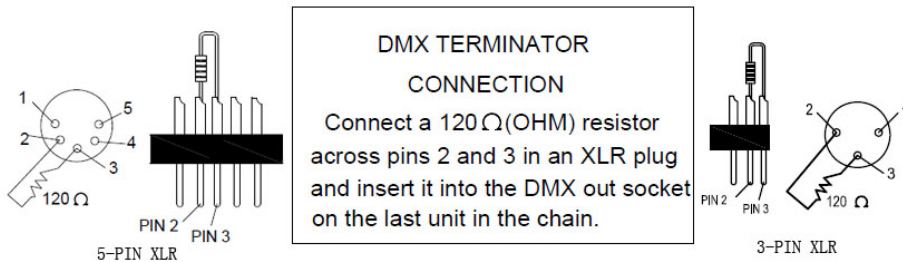 1
2
5
4
3
120 Ω
PIN 2
PIN 3
5-PIN XLR
DMX TERMINATOR
CONNECTION
Connect a 120Ω(OHM) resistor
across pins 2 and 3 in an XLR plug
and insert it into the DMX out socket
on the last unit in the chain.
2
3
120 Ω
PIN 2
PIN 3
3-PIN XLR